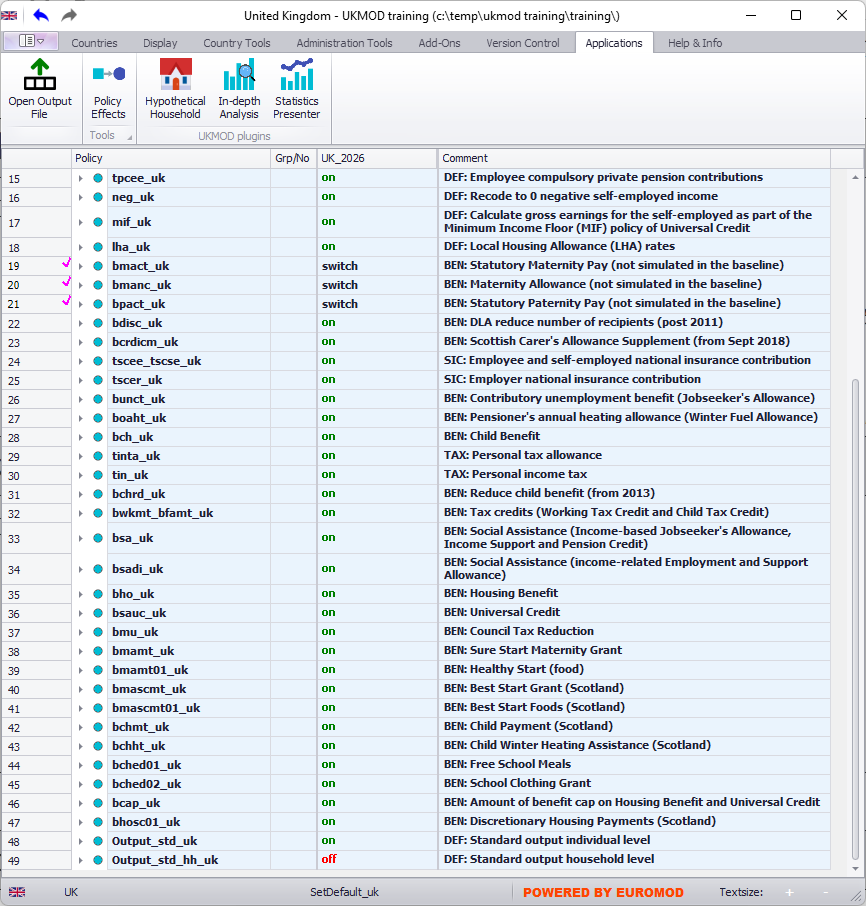 United Kingdom - UKMOD training (c:\temp\ukmod training\training\)
Countries Display Country Tools Administration Tools Add-Ons Version Control Applications Help & Info
Open Output File
Policy Effects
Hypothetical Household
In-depth Analysis
Statistics Presenter
Tools
UKMOD plugins
Policy Grp/No UK_2026 Comment
15 tpcee_uk on DEF: Employee compulsory private pension contributions
16 neg_uk on DEF: Recode to 0 negative self-employed income
17 mif_uk on DEF: Calculate gross earnings for the self-employed as part of the
Minimum Income Floor (MIF) policy of Universal Credit
18 lha_uk on DEF: Local Housing Allowance (LHA) rates
19 bmact_uk switch BEN: Statutory Maternity Pay (not simulated in the baseline)
20 bmanc_uk switch BEN: Maternity Allowance (not simulated in the baseline)
21 bpact_uk switch BEN: Statutory Paternity Pay (not simulated in the baseline)
22 bdisc_uk on BEN: DLA reduce number of recipients (post 2011)
23 bcrdicm_uk on BEN: Scottish Carer's Allowance Supplement (from Sept 2018)
24 tscee_tscse_uk on SIC: Employee and self-employed national insurance contribution
25 tscer_uk on SIC: Employer national insurance contribution
26 bunct_uk on BEN: Contributory unemployment benefit (Jobseeker's Allowance)
27 boaht_uk on BEN: Pensioner's annual heating allowance (Winter Fuel Allowance)
28 bch_uk on BEN: Child Benefit
29 tinta_uk on TAX: Personal tax allowance
30 tin_uk on TAX: Personal income tax
31 bchrd_uk on BEN: Reduce child benefit (from 2013)
32 bwkmt_bfamt_uk on BEN: Tax credits (Working Tax Credit and Child Tax Credit)
33 bsa_uk on BEN: Social Assistance (Income-based Jobseeker's Allowance,
Income Support and Pension Credit)
34 bsadi_uk on BEN: Social Assistance (income-related Employment and Support
Allowance)
35 bho_uk on BEN: Housing Benefit
36 bsauc_uk on BEN: Universal Credit
37 bmu_uk on BEN: Council Tax Reduction
38 bmamt_uk on BEN: Sure Start Maternity Grant
39 bmamt01_uk on BEN: Healthy Start (food)
40 bmascmt_uk on BEN: Best Start Grant (Scotland)
41 bmascmt01_uk on BEN: Best Start Foods (Scotland)
42 bchmt_uk on BEN: Child Payment (Scotland)
43 bchht_uk on BEN: Child Winter Heating Assistance (Scotland)
44 bched01_uk on BEN: Free School Meals
45 bched02_uk on BEN: School Clothing Grant
46 bcap_uk on BEN: Amount of benefit cap on Housing Benefit and Universal Credit
47 bhosc01_uk on BEN: Discretionary Housing Payments (Scotland)
48 Output_std_uk on DEF: Standard output individual level
49 Output_std_hh_uk off DEF: Standard output household level
UK SetDefault_uk POWERED BY EUROMOD Textsize: + -